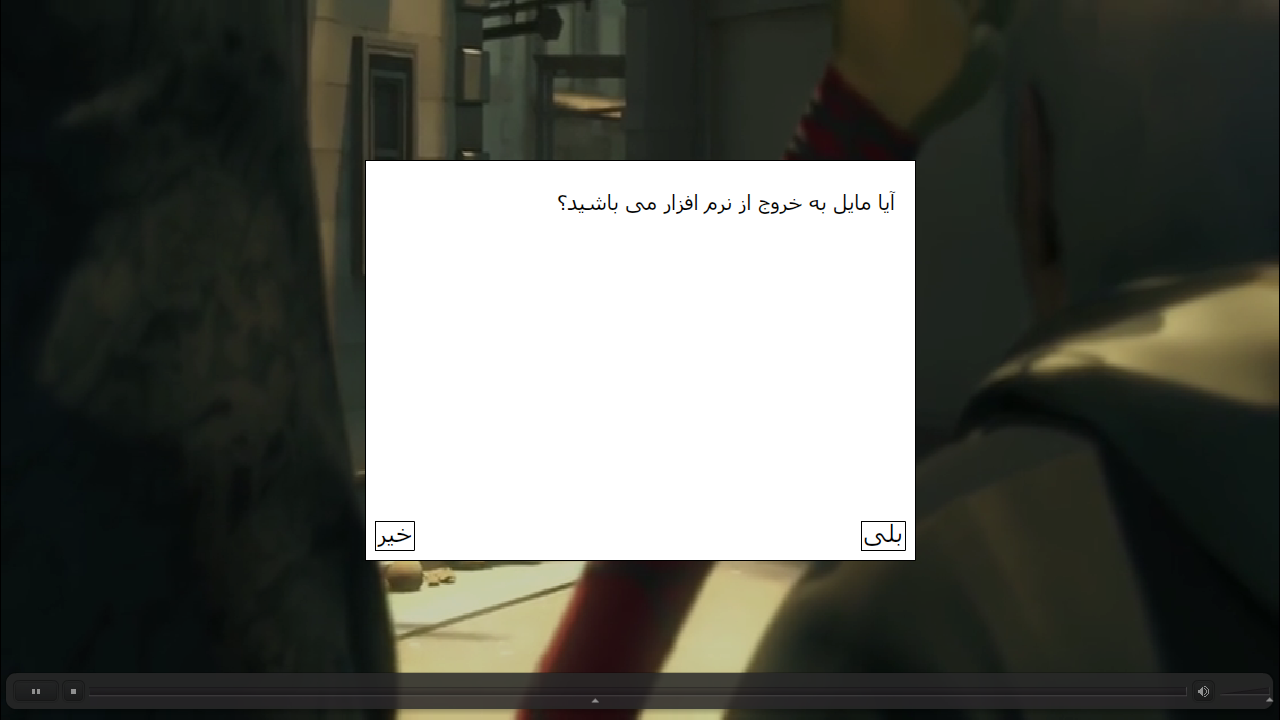 آیا مایل به خروج از نرم افزار می باشید؟
بلی
خیر